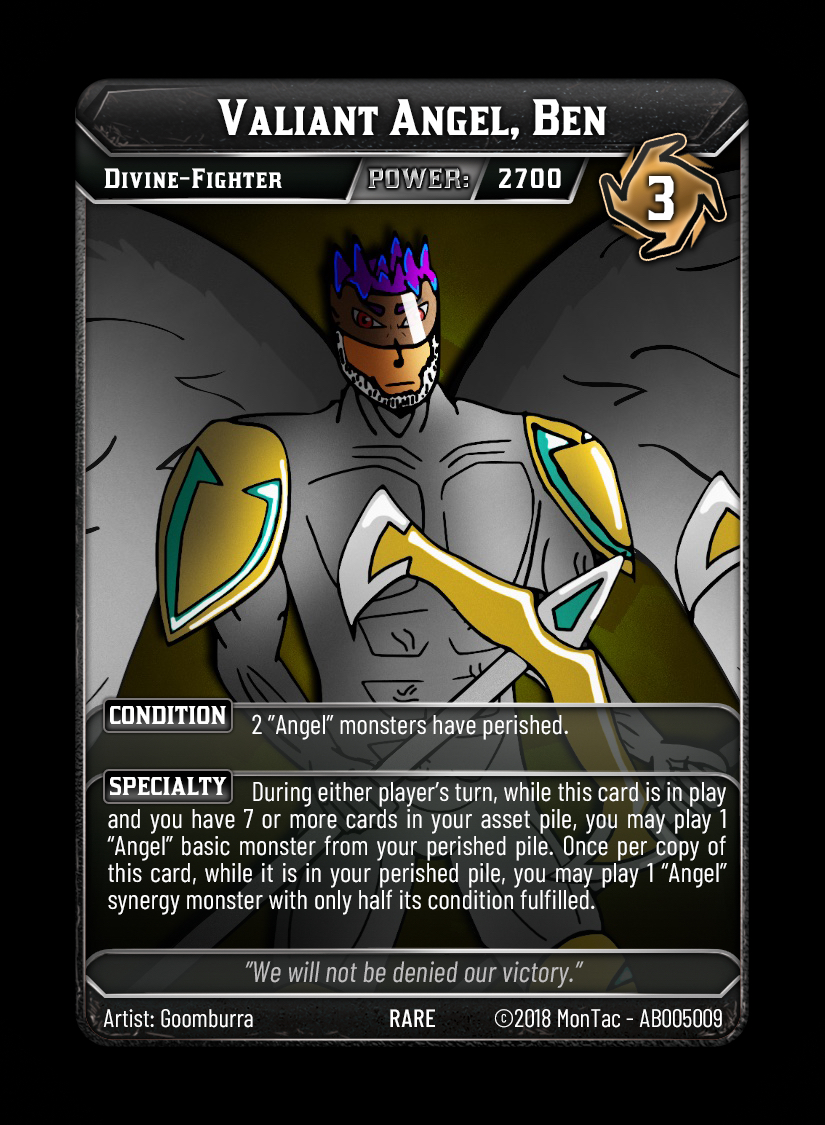 Valiant Angel, Ben
Divine-Fighter POWER: 2700
3
CONDITION 2 "Angel" monsters have perished.
SPECIALTY During either player's turn, while this card is in play
and you have 7 or more cards in your asset pile, you may play 1
"Angel" basic monster from your perished pile. Once per copy of
this card, while it is in your perished pile, you may play 1 "Angel"
synergy monster with only half its condition fulfilled.
"We will not be denied our victory."
Artist: Goomburra RARE ©2018 MonTac - AB005009